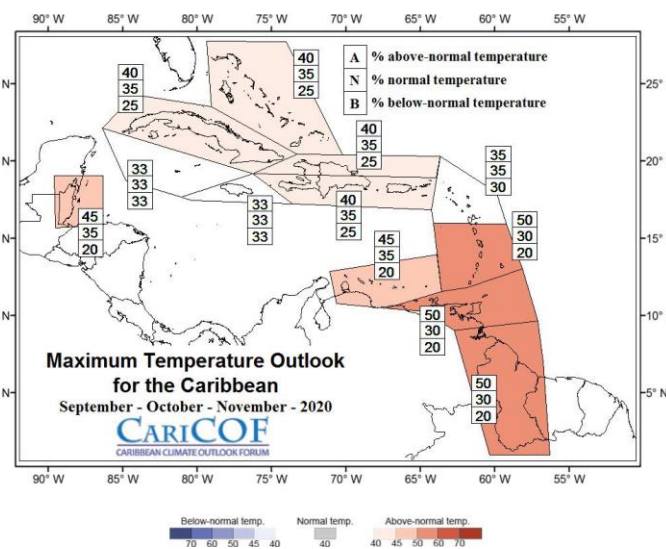 90°W 85°W 80°W 75°W 70°W 65°W 60°W 55°W
A % above-normal temperature
N % normal temperature
B % below-normal temperature
40
35
25
40
35
25
N
25°N
40
35
25
20°N
35
35
30
33
33
33
33
33
33
40
35
25
45
35
20
50
30
20
15°N
45
35
20
50
30
20
10°N
50
30
20
5°N
Maximum Temperature Outlook
for the Caribbean
September - October - November - 2020
CARICOF
CARIBBEAN CLIMATE OUTLOOK FORUM
90°W 85°W 80°W 75°W 70°W 65°W 60°W 55°W
Below-normal temp. Normal temp. Above-normal temp.
70 60 50 45 40 40 40 45 50 60 70